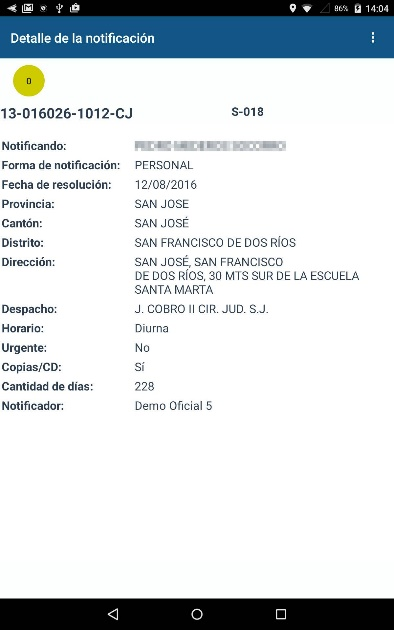 86% 14:04
Detalle de la notificación
0
13-016026-1012-CJ S-018
Notificando:
Forma de notificación: PERSONAL
Fecha de resolución: 12/08/2016
Provincia: SAN JOSE
Cantón: SAN JOSÉ
Distrito: SAN FRANCISCO DE DOS RÍOS
Dirección: SAN JOSÉ, SAN FRANCISCO
DE DOS RÍOS, 30 MTS SUR DE LA ESCUELA
SANTA MARTA
Despacho: J. COBRO II CIR. JUD. S.J.
Horario: Diurna
Urgente: No
Copias/CD: Sí
Cantidad de días: 228
Notificador: Demo Oficial 5